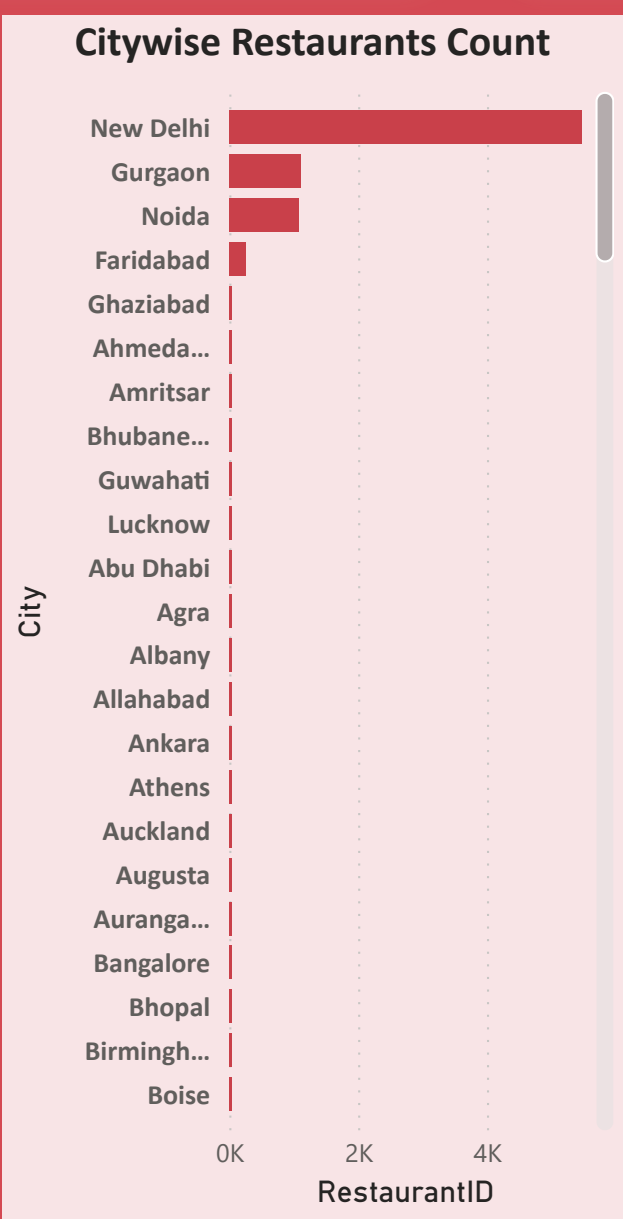 Citywise Restaurants Count
New Delhi
Gurgaon
Noida
Faridabad
Ghaziabad
Ahmeda...
Amritsar
Bhubane...
Guwahati
Lucknow
Abu Dhabi
Agra
Albany
Allahabad
Ankara
Athens
Auckland
Augusta
Auranga...
Bangalore
Bhopal
Birmingh...
Boise
City
0K 2K 4K
RestaurantID